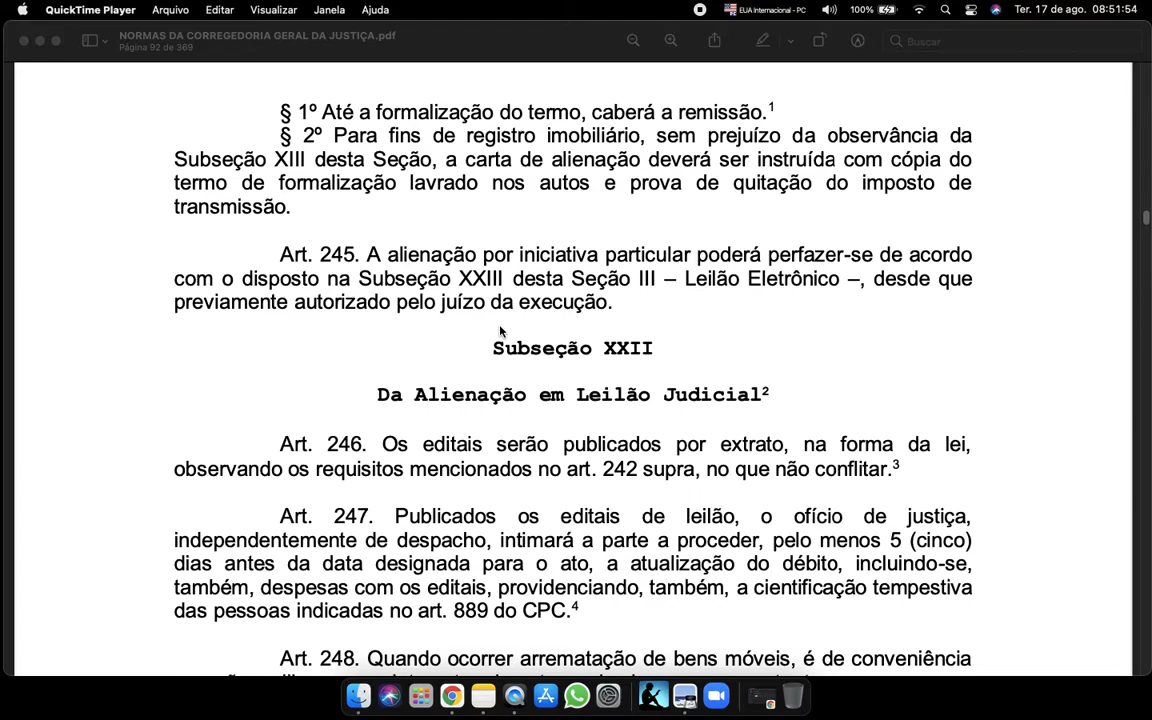 QuickTime Player Arquivo Editar Visualizar Janela Ajuda EUA Internacional - PC 100% Ter. 17 de ago. 08:51:54
NORMAS DA CORREGEDORIA GERAL DA JUSTIÇA.pdf
Página 92 de 369
Buscar
§ 1º Até a formalização do termo, caberá a remissão.¹
§ 2º Para fins de registro imobiliário, sem prejuízo da observância da
Subseção XIII desta Seção, a carta de alienação deverá ser instruída com cópia do
termo de formalização lavrado nos autos e prova de quitação do imposto de
transmissão.
Art. 245. A alienação por iniciativa particular poderá perfazer-se de acordo
com o disposto na Subseção XXIII desta Seção III – Leilão Eletrônico –, desde que
previamente autorizado pelo juízo da execução.
Subseção XXII
Da Alienação em Leilão Judicial²
Art. 246. Os editais serão publicados por extrato, na forma da lei,
observando os requisitos mencionados no art. 242 supra, no que não conflitar.³
Art. 247. Publicados os editais de leilão, o ofício de justiça,
independentemente de despacho, intimará a parte a proceder, pelo menos 5 (cinco)
dias antes da data designada para o ato, a atualização do débito, incluindo-se,
também, despesas com os editais, providenciando, também, a cientificação tempestiva
das pessoas indicadas no art. 889 do CPC.⁴
Art. 248. Quando ocorrer arrematação de bens móveis, é de conveniência